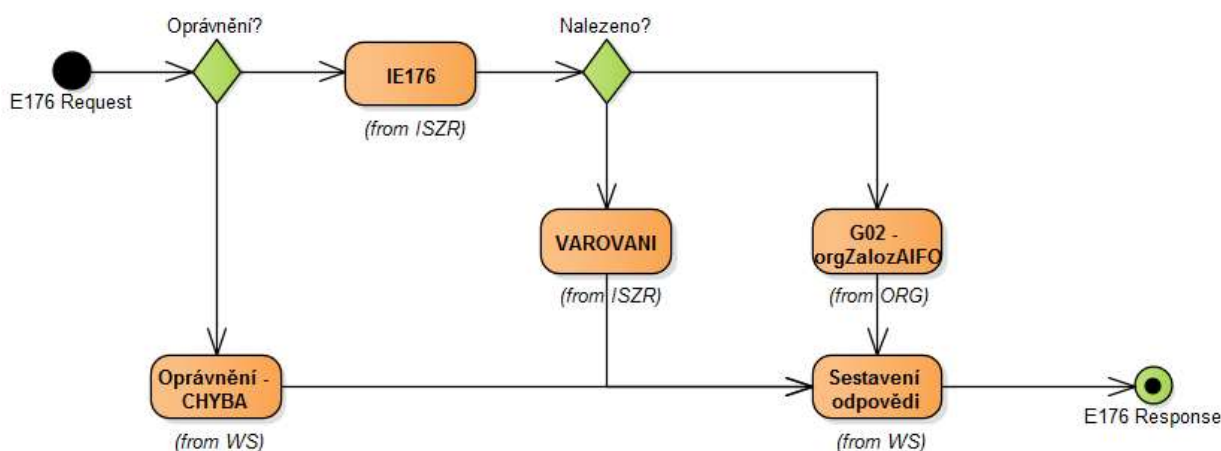 Oprávnění?
Nalezeno?
IE176
E176 Request
(from ISZR)
VAROVANI
G02 -
orgZalozAIFO
(from ISZR)
(from ORG)
Oprávnění -
CHYBA
Sestavení
odpovědi
E176 Response
(from WS)
(from WS)